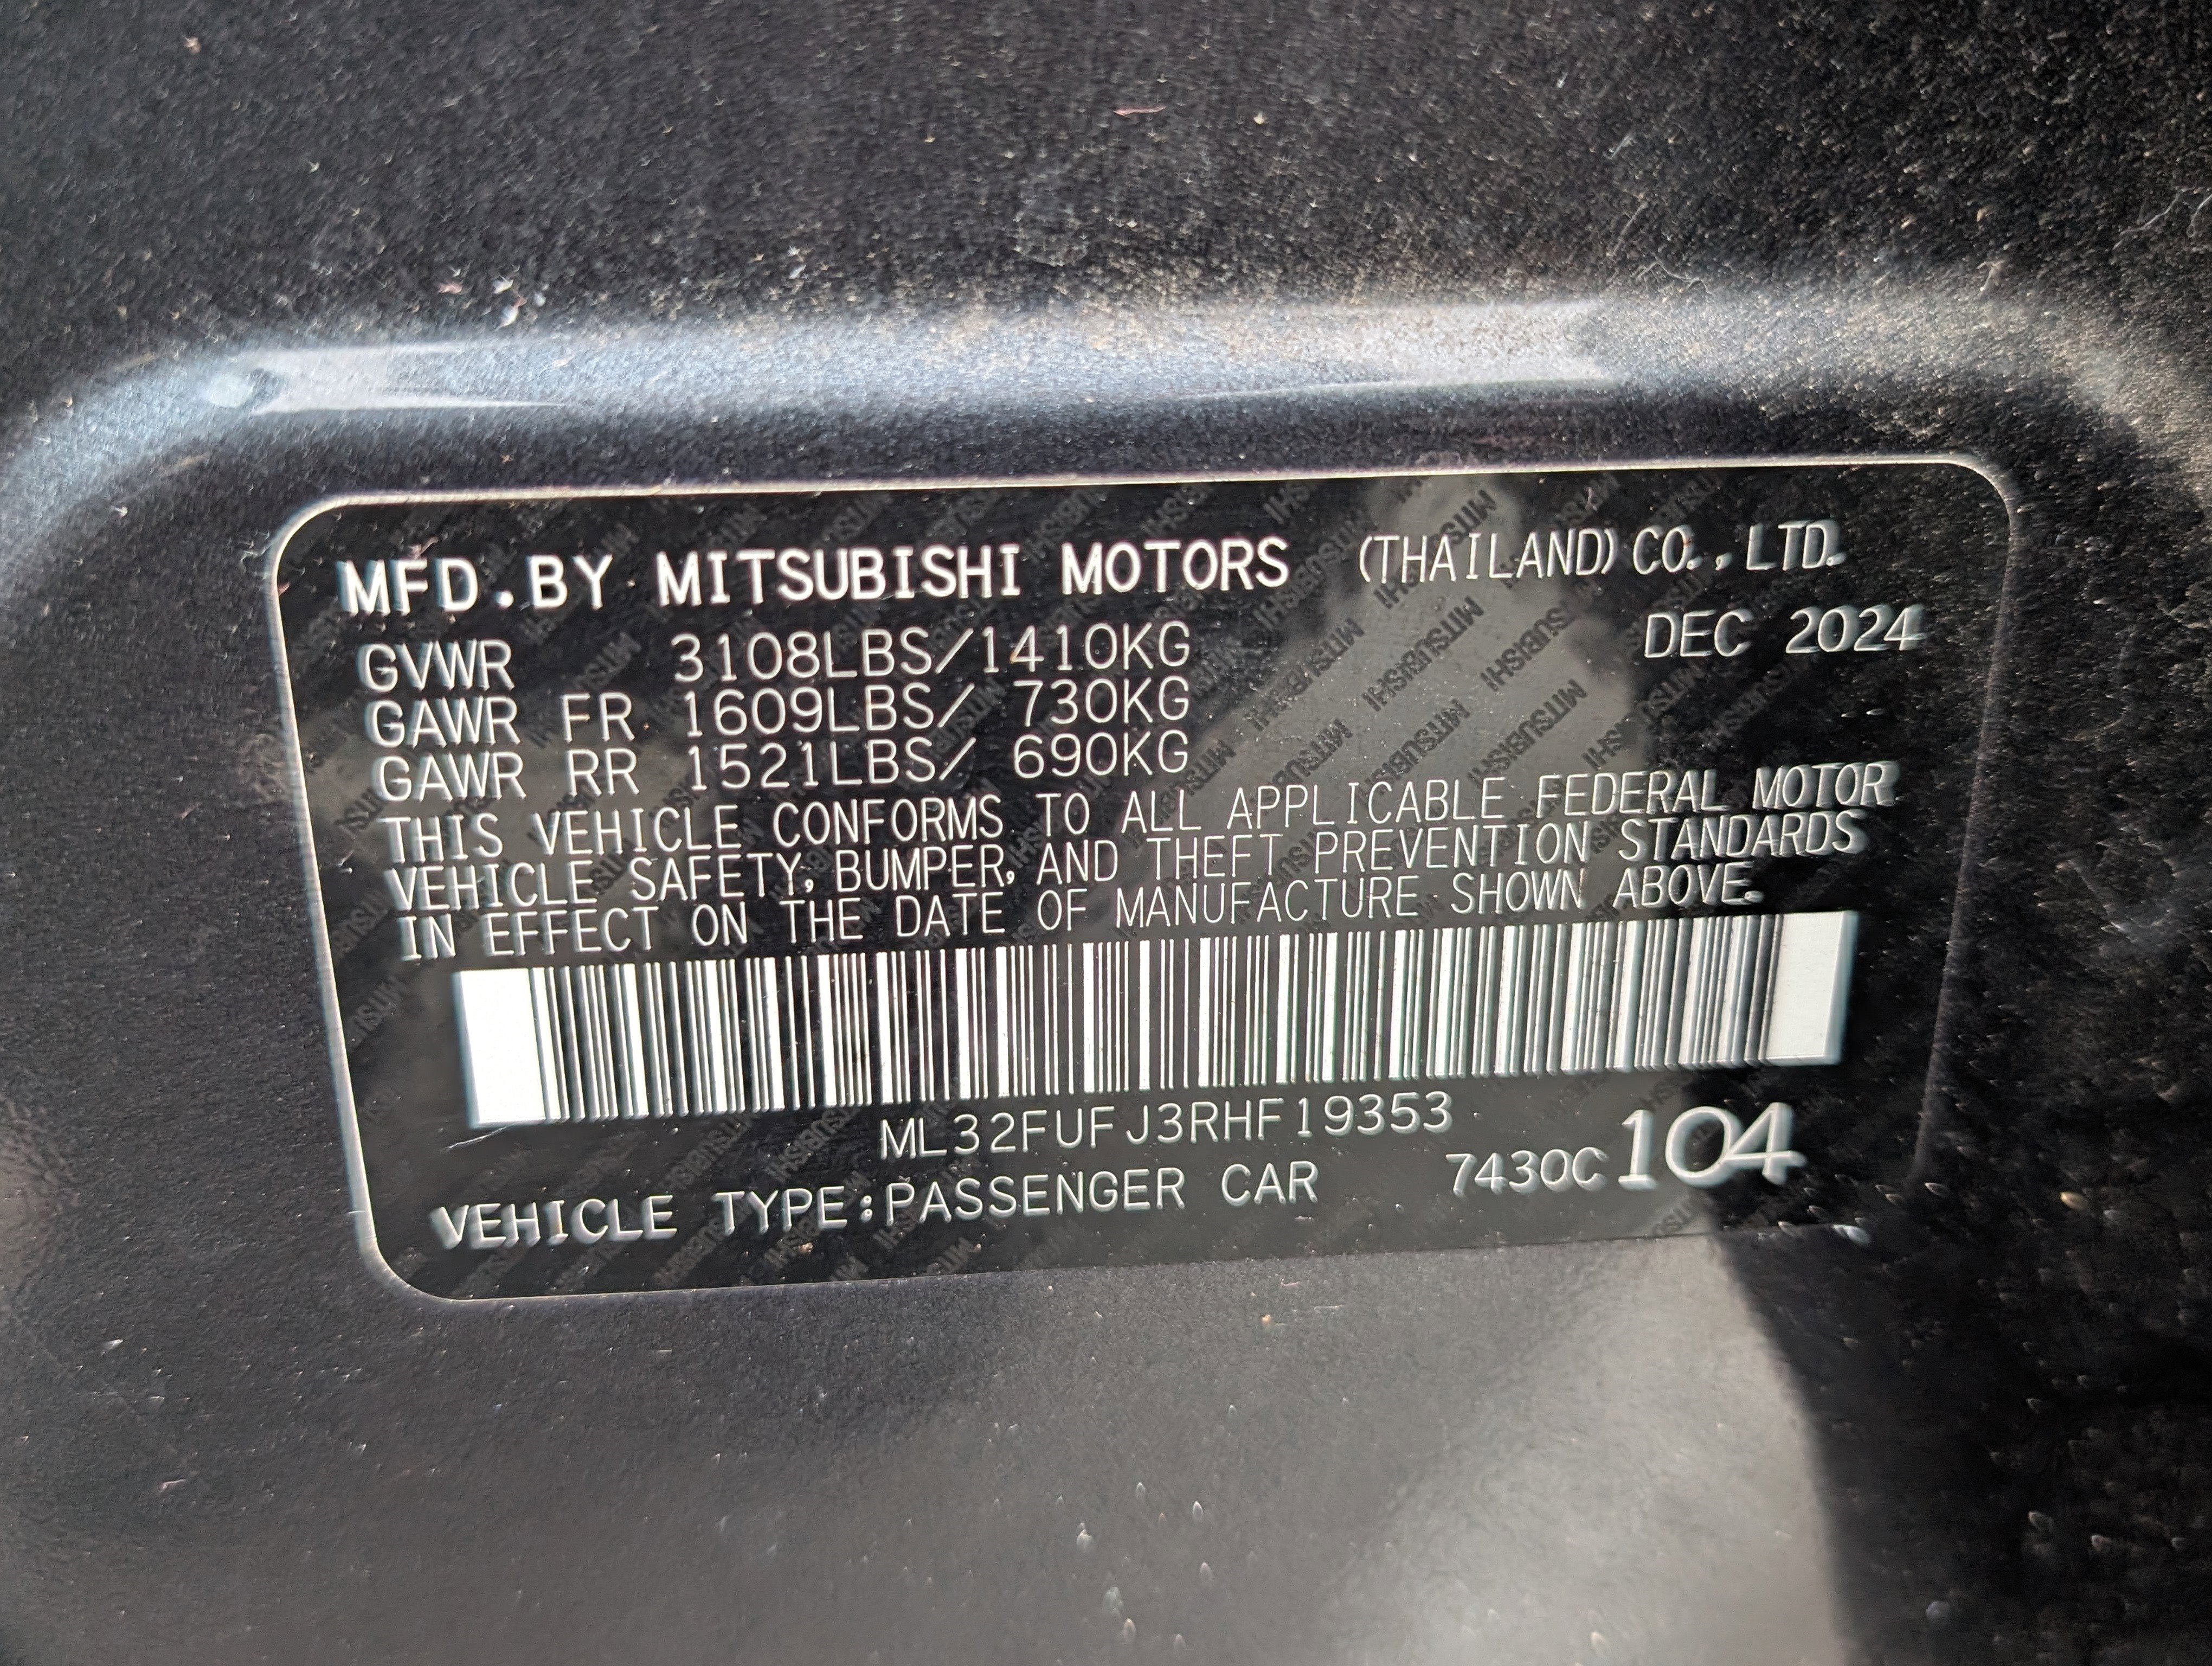 MFD.BY MITSUBISHI MOTORS (THAILAND) CO., LTD.
DEC 2024
GVWR 3108LBS/1410KG
GAWR FR 1609LBS/ 730KG
GAWR RR 1521LBS/ 690KG
THIS VEHICLE CONFORMS TO ALL APPLICABLE FEDERAL MOTOR
VEHICLE SAFETY, BUMPER, AND THEFT PREVENTION STANDARDS
IN EFFECT ON THE DATE OF MANUFACTURE SHOWN ABOVE.
ML32FUFJ3RHF19353
VEHICLE TYPE:PASSENGER CAR 7430C 104